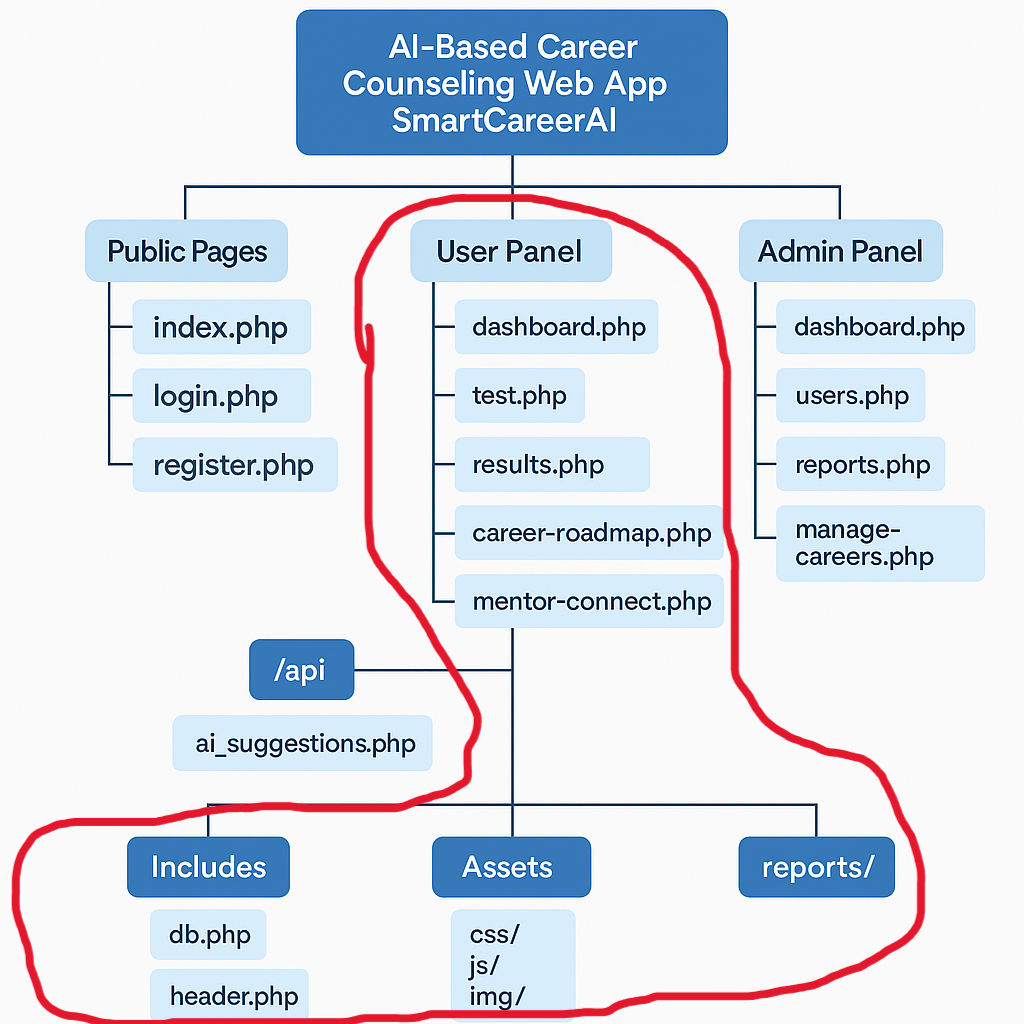 AI-Based Career
Counseling Web App
SmartCareerAI
Public Pages
index.php
login.php
register.php
User Panel
dashboard.php
test.php
results.php
career-roadmap.php
mentor-connect.php
Admin Panel
dashboard.php
users.php
reports.php
manage-
careers.php
/api
ai_suggestions.php
Includes
db.php
header.php
Assets
css/
js/
img/
reports/